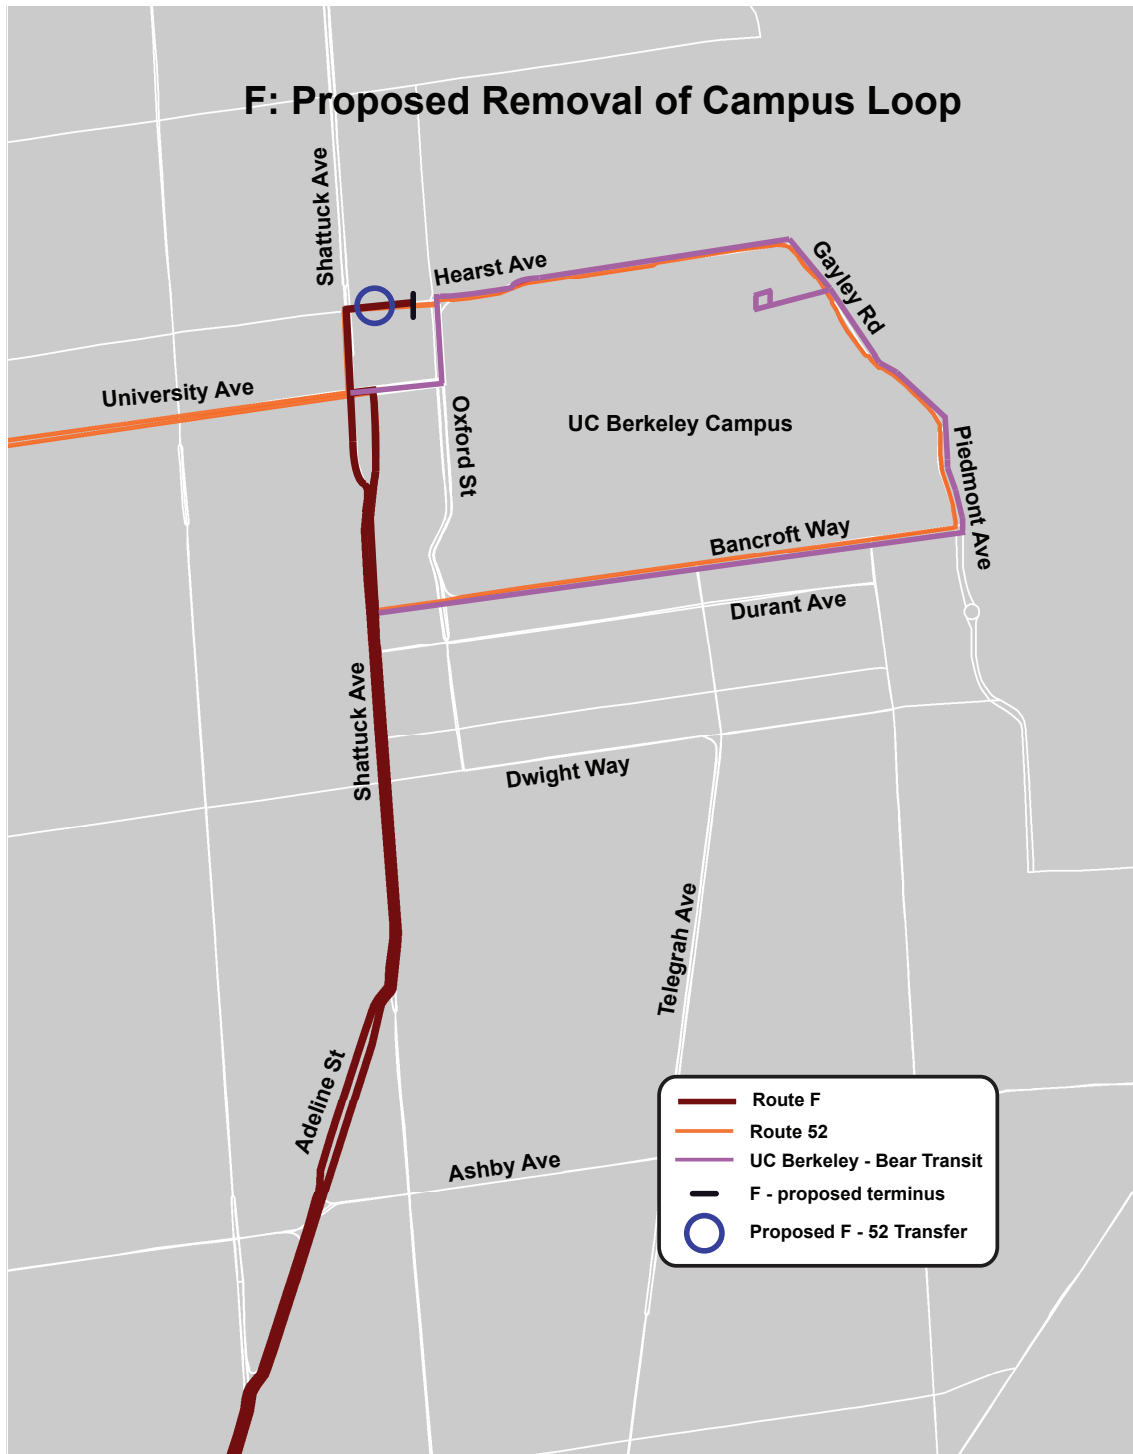 F: Proposed Removal of Campus Loop
Shattuck Ave
Hearst Ave
Gayley Rd
University Ave
Oxford St
UC Berkeley Campus
Piedmont Ave
Bancroft Way
Durant Ave
Shattuck Ave
Dwight Way
Telegrah Ave
Adeline St
Ashby Ave
Route F
Route 52
UC Berkeley - Bear Transit
F - proposed terminus
Proposed F - 52 Transfer